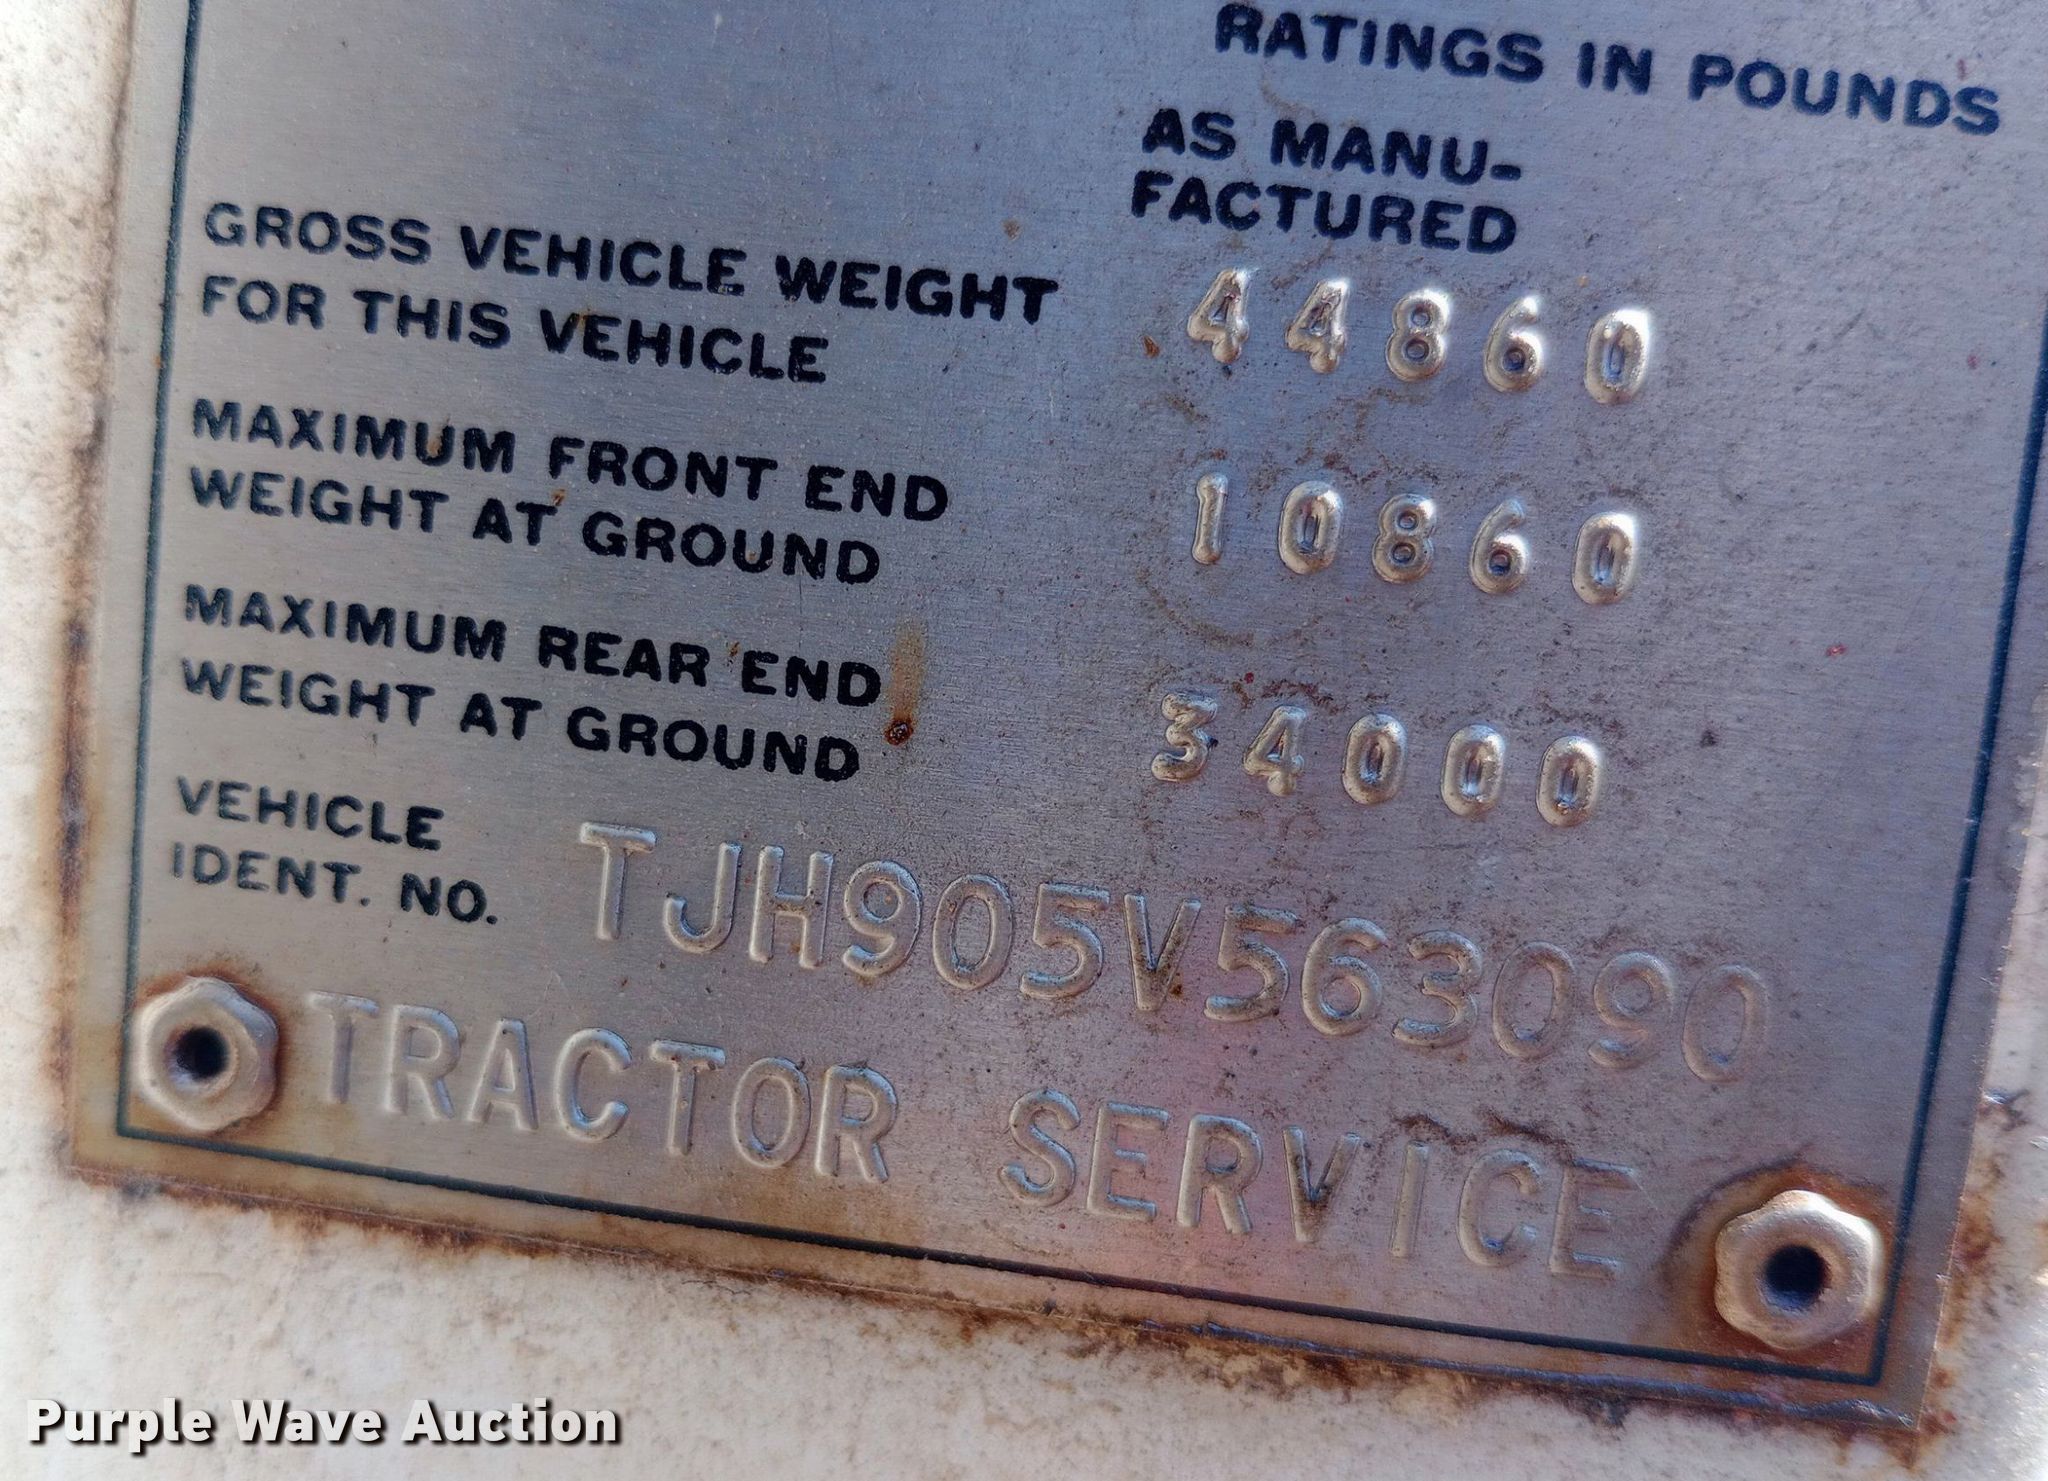 RATINGS IN POUNDS
AS MANU-
FACTURED
GROSS VEHICLE WEIGHT
FOR THIS VEHICLE
44860
MAXIMUM FRONT END
WEIGHT AT GROUND
10860
MAXIMUM REAR END
WEIGHT AT GROUND
34000
VEHICLE
IDENT. NO.
TJH905V563090
TRACTOR SERVICE
Purple Wave Auction